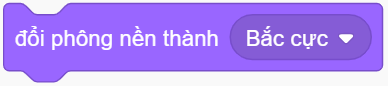 đổi phông nền thành Bắc cực